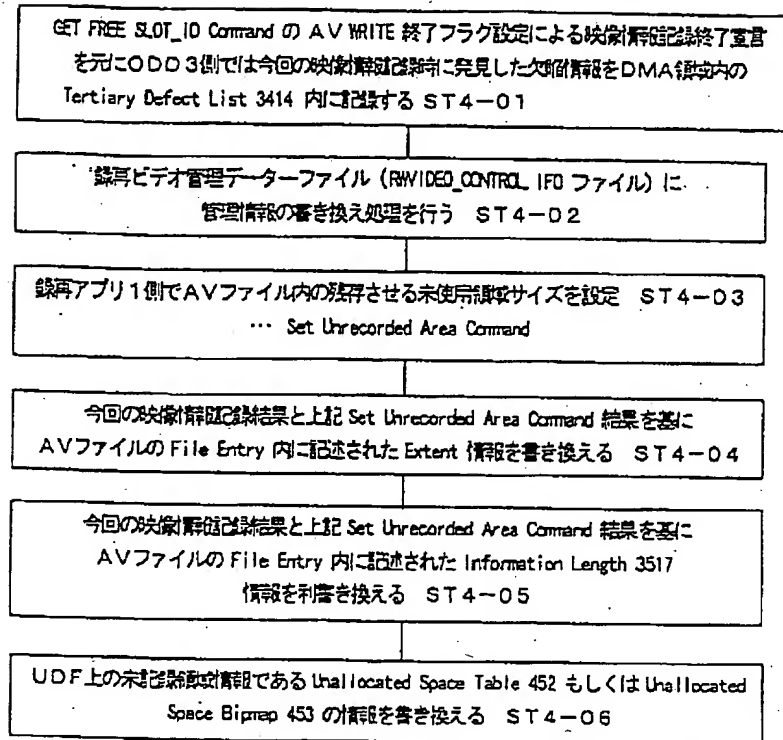 GET FREE SLOT_ID Command の AV WRITE 終了フラグ設定による映像情報記録終了宣言
を元にODD3側では今回の映像情報記録時に発見した欠陥情報をDMA領域内の
Tertiary Defect List 3414 内に記録する ST4-01
録再ビデオ管理データーファイル (RWVIDEO_CONTROL.IFO ファイル) に
管理情報の書き換え処理を行う ST4-02
録再アプリ1側でAVファイル内の残存させる未使用領域サイズを設定 ST4-03
… Set Unrecorded Area Command
今回の映像情報記録結果と上記 Set Unrecorded Area Command 結果を基に
AVファイルの File Entry 内に記述された Extent 情報を書き換える ST4-04
今回の映像情報記録結果と上記 Set Unrecorded Area Command 結果を基に
AVファイルの File Entry 内に記述された Information Length 3517
情報を利書き換える ST4-05
UDF上の未記録領域情報である Unallocated Space Table 452 もしくは Unallocated
Space Bipmap 453 の情報を書き換える ST4-06